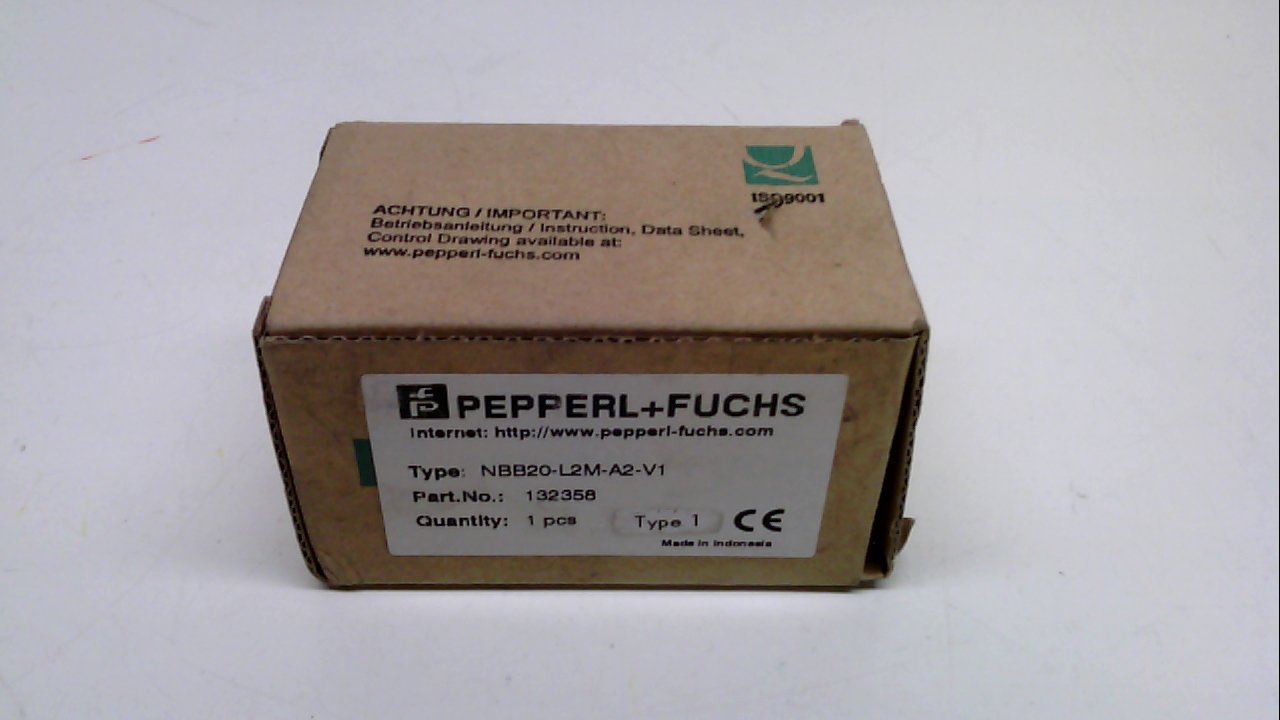 ISO9001
ACHTUNG / IMPORTANT:
Betriebsanleitung / Instruction, Data Sheet,
Control Drawing available at:
www.pepperl-fuchs.com
PEPPERL+FUCHS
Internet: http://www.pepperl-fuchs.com
Type: NBB20-L2M-A2-V1
Part.No.: 132358
Quantity: 1 pcs Type 1 CE
Made in Indonesia